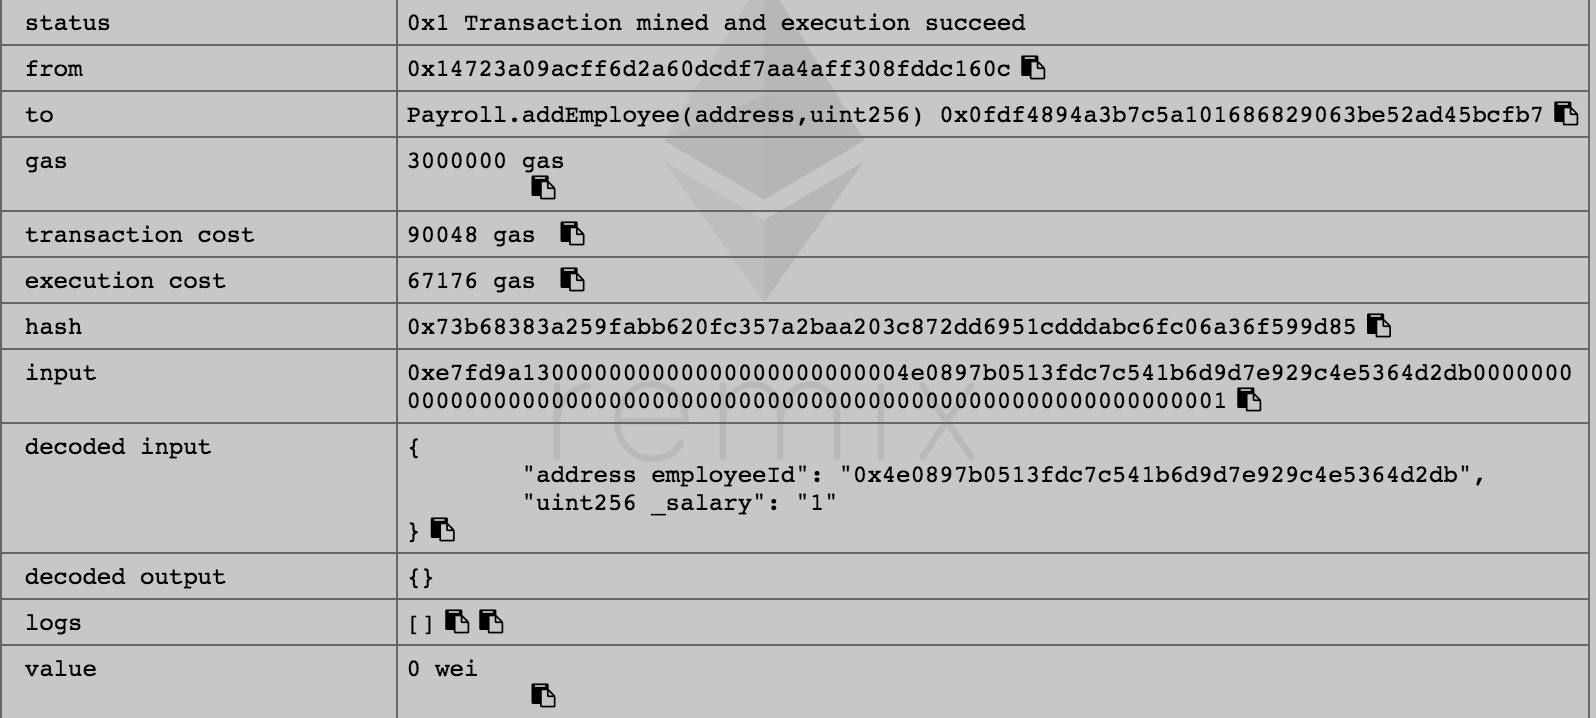 status 0x1 Transaction mined and execution succeed
from 0x14723a09acff6d2a60dcdf7aa4aff308fddc160c
to Payroll.addEmployee(address,uint256) 0x0fdf4894a3b7c5a101686829063be52ad45bcfb7
gas 3000000 gas
transaction cost 90048 gas
execution cost 67176 gas
hash 0x73b68383a259fabb620fc357a2baa203c872dd6951cdddabc6fc06a36f599d85
input 0xe7fd9a130000000000000000000000004e0897b0513fdc7c541b6d9d7e929c4e5364d2db0000000
000000000000000000000000000000000000000000000000000000001
remix
decoded input {
"address employeeId": "0x4e0897b0513fdc7c541b6d9d7e929c4e5364d2db",
"uint256 _salary": "1"
}
decoded output {}
logs []
value 0 wei